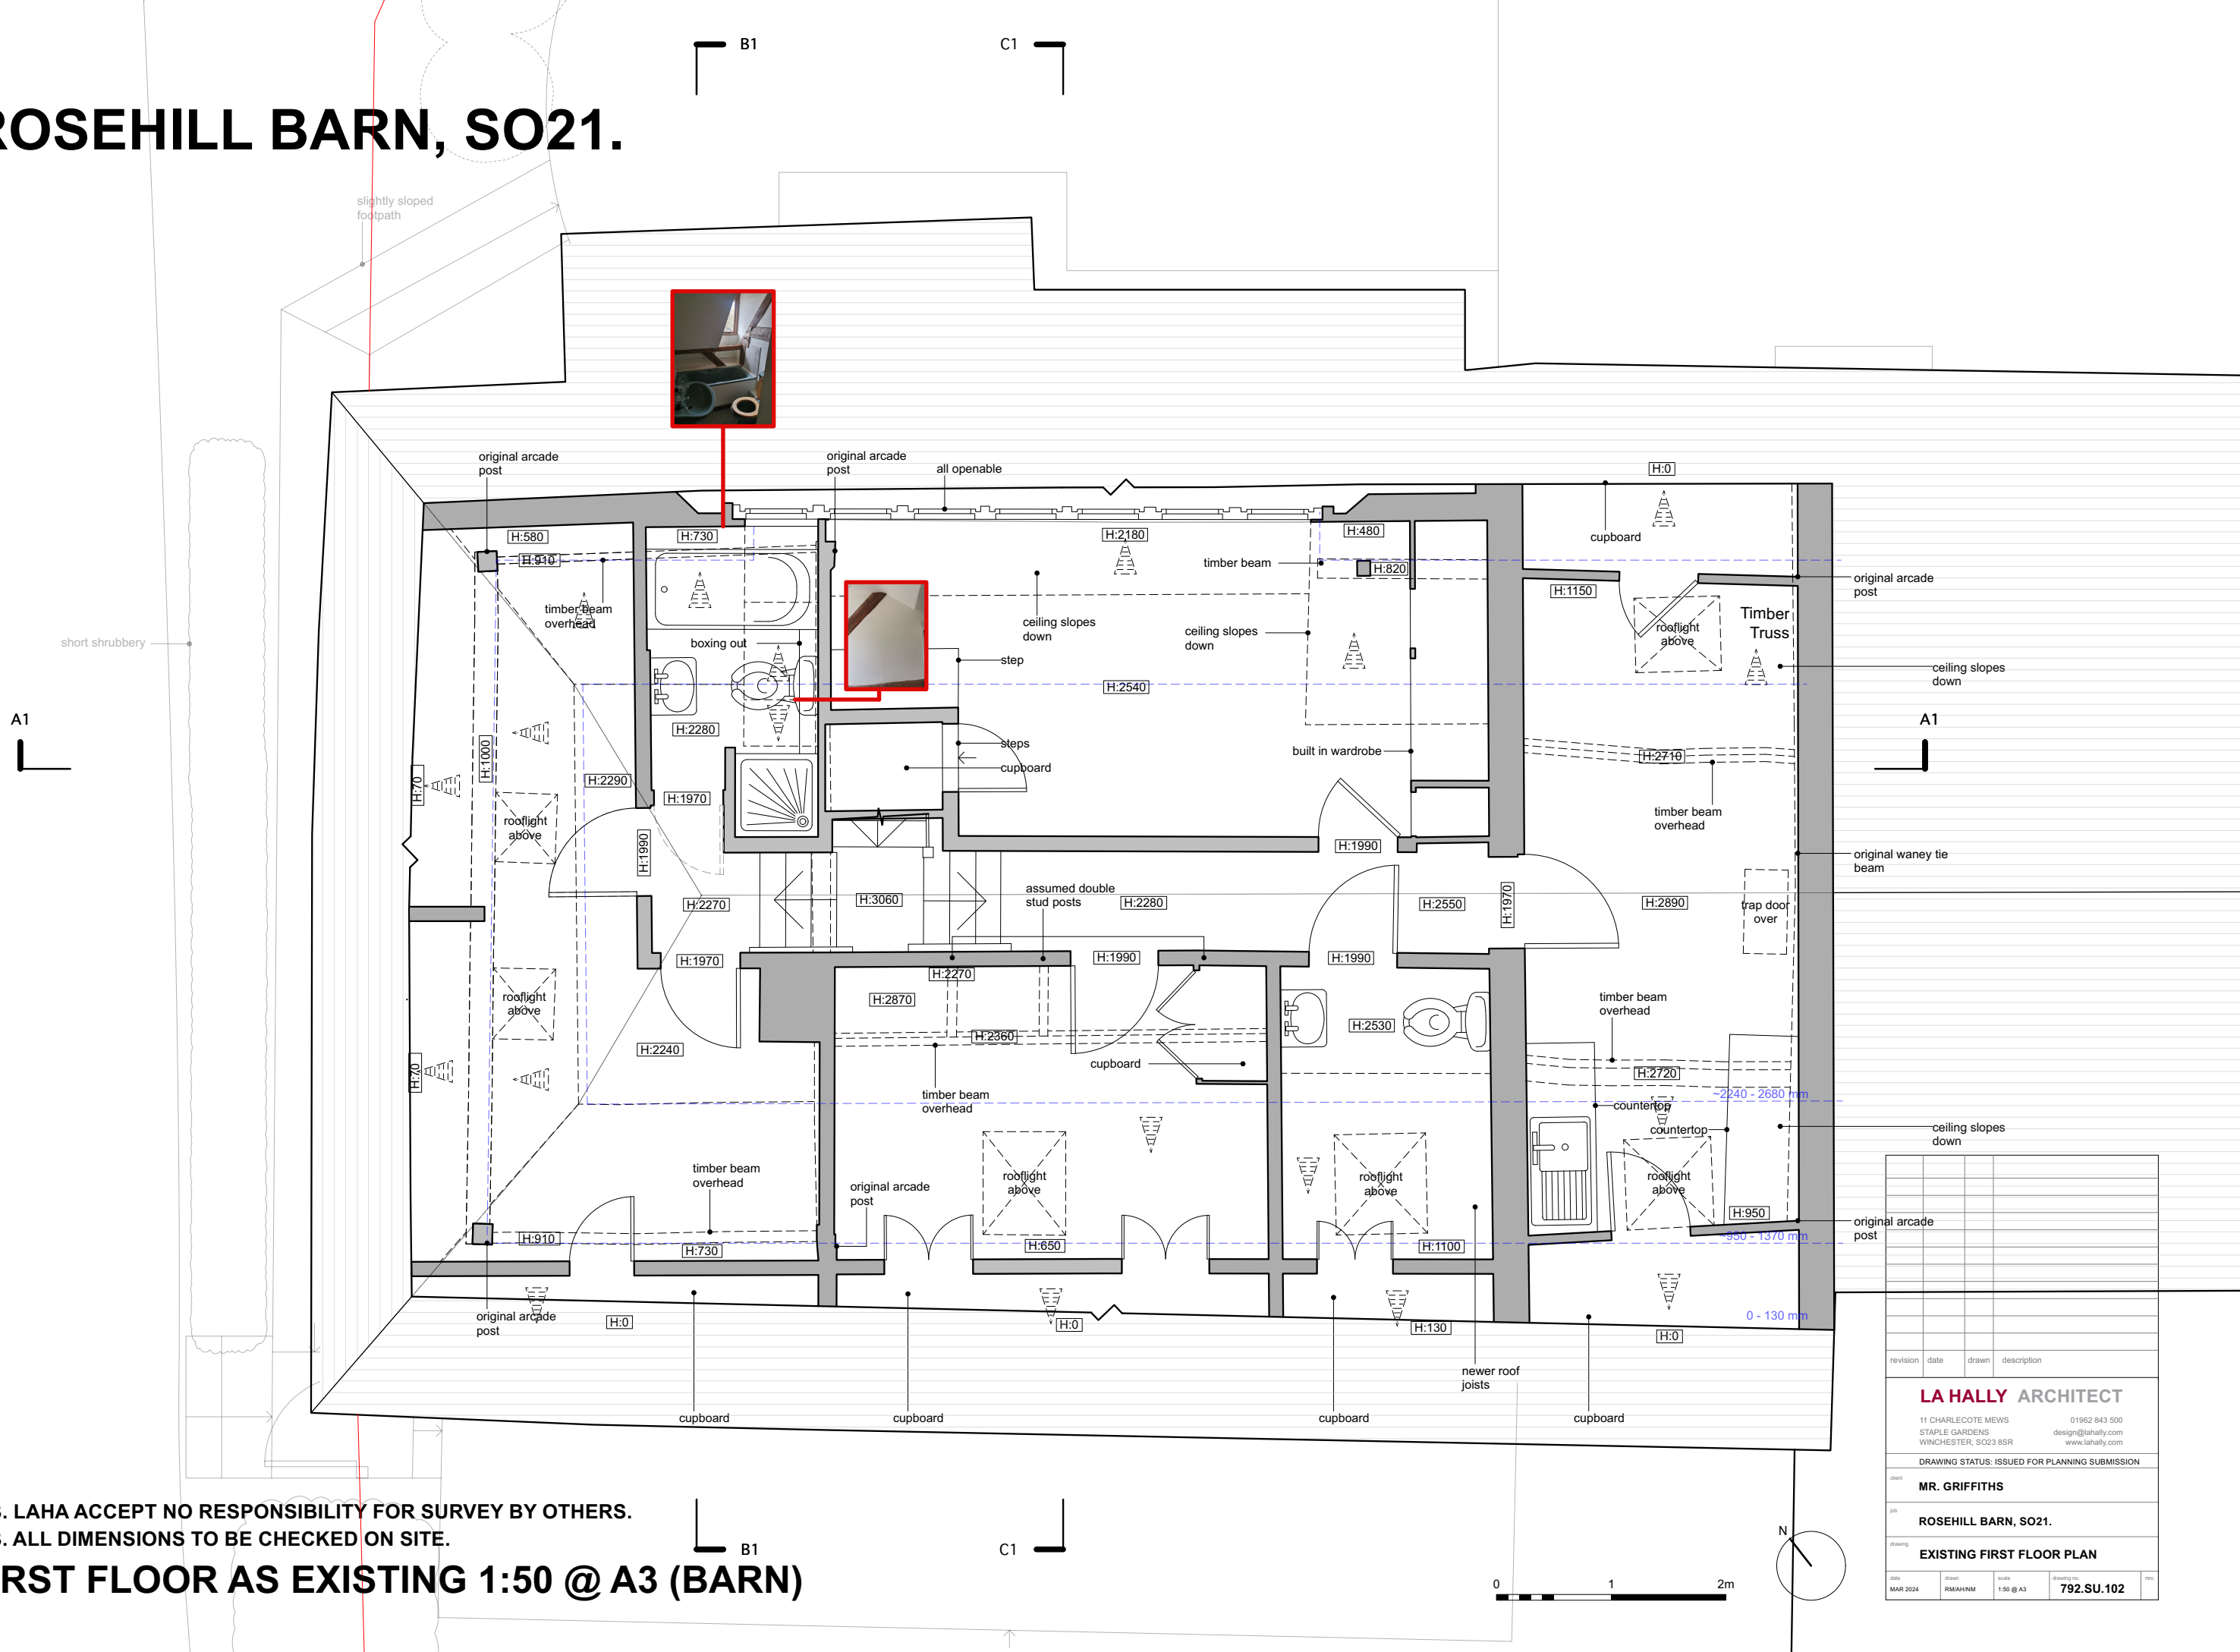 B1
C1
ROSEHILL BARN, SO21.
slightly sloped
footpath
original arcade
post
original arcade
post
all openable
H:0
cupboard
H:580
H:910
H:730
H:2180
H:480
timber beam
H:820
original arcade
post
H:1150
timber beam
overhead
boxing out
ceiling slopes
down
ceiling slopes
down
rooflight
above
Timber
Truss
short shrubbery
step
ceiling slopes
down
H:2540
A1
A1
H:2280
H:1000
steps
built in wardrobe
H:2710
cupboard
H:70
H:2290
H:1970
timber beam
overhead
rooflight
above
H:1990
H:1990
original waney tie
beam
assumed double
stud posts
H:2270
H:3060
H:2280
H:2550
H:1970
H:2890
trap door
over
H:1970
H:2270
H:1990
H:1990
H:2870
rooflight
above
timber beam
overhead
H:2530
H:2360
H:2240
cupboard
H:70
H:2720
timber beam
overhead
~2240 - 2680 mm
countertop
countertop
ceiling slopes
down
timber beam
overhead
original arcade
post
rooflight
above
rooflight
above
rooflight
above
H:950
original arcade
post
H:910
H:730
H:650
H:1100
~950 - 1370 mm
original arcade
post
H:0
H:0
H:130
H:0
0 - 130 mm
newer roof
joists
cupboard
cupboard
cupboard
cupboard
revision date drawn description
LA HALLY ARCHITECT
11 CHARLECOTE MEWS 01962 843 500
STAPLE GARDENS design@lahally.com
WINCHESTER, SO23 8SR www.lahally.com
DRAWING STATUS: ISSUED FOR PLANNING SUBMISSION
client
MR. GRIFFITHS
job
ROSEHILL BARN, SO21.
drawing
EXISTING FIRST FLOOR PLAN
date drawn scale drawing no. rev.
MAR 2024 RM/AH/NM 1:50 @ A3 792.SU.102
. LAHA ACCEPT NO RESPONSIBILITY FOR SURVEY BY OTHERS.
. ALL DIMENSIONS TO BE CHECKED ON SITE.
RST FLOOR AS EXISTING 1:50 @ A3 (BARN)
B1
C1
N
0 1 2m